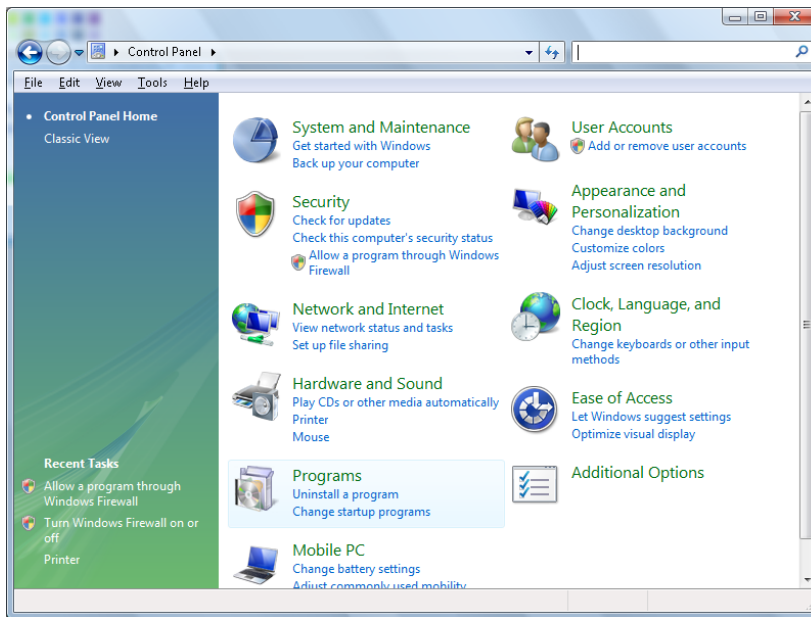 Control Panel
File Edit View Tools Help
Control Panel Home
Classic View
Recent Tasks
Allow a program through
Windows Firewall
Turn Windows Firewall on or
off
Printer
System and Maintenance
Get started with Windows
Back up your computer
Security
Check for updates
Check this computer's security status
Allow a program through Windows
Firewall
Network and Internet
View network status and tasks
Set up file sharing
Hardware and Sound
Play CDs or other media automatically
Printer
Mouse
Programs
Uninstall a program
Change startup programs
Mobile PC
Change battery settings
Adjust commonly used mobility
User Accounts
Add or remove user accounts
Appearance and
Personalization
Change desktop background
Customize colors
Adjust screen resolution
Clock, Language, and
Region
Change keyboards or other input
methods
Ease of Access
Let Windows suggest settings
Optimize visual display
Additional Options